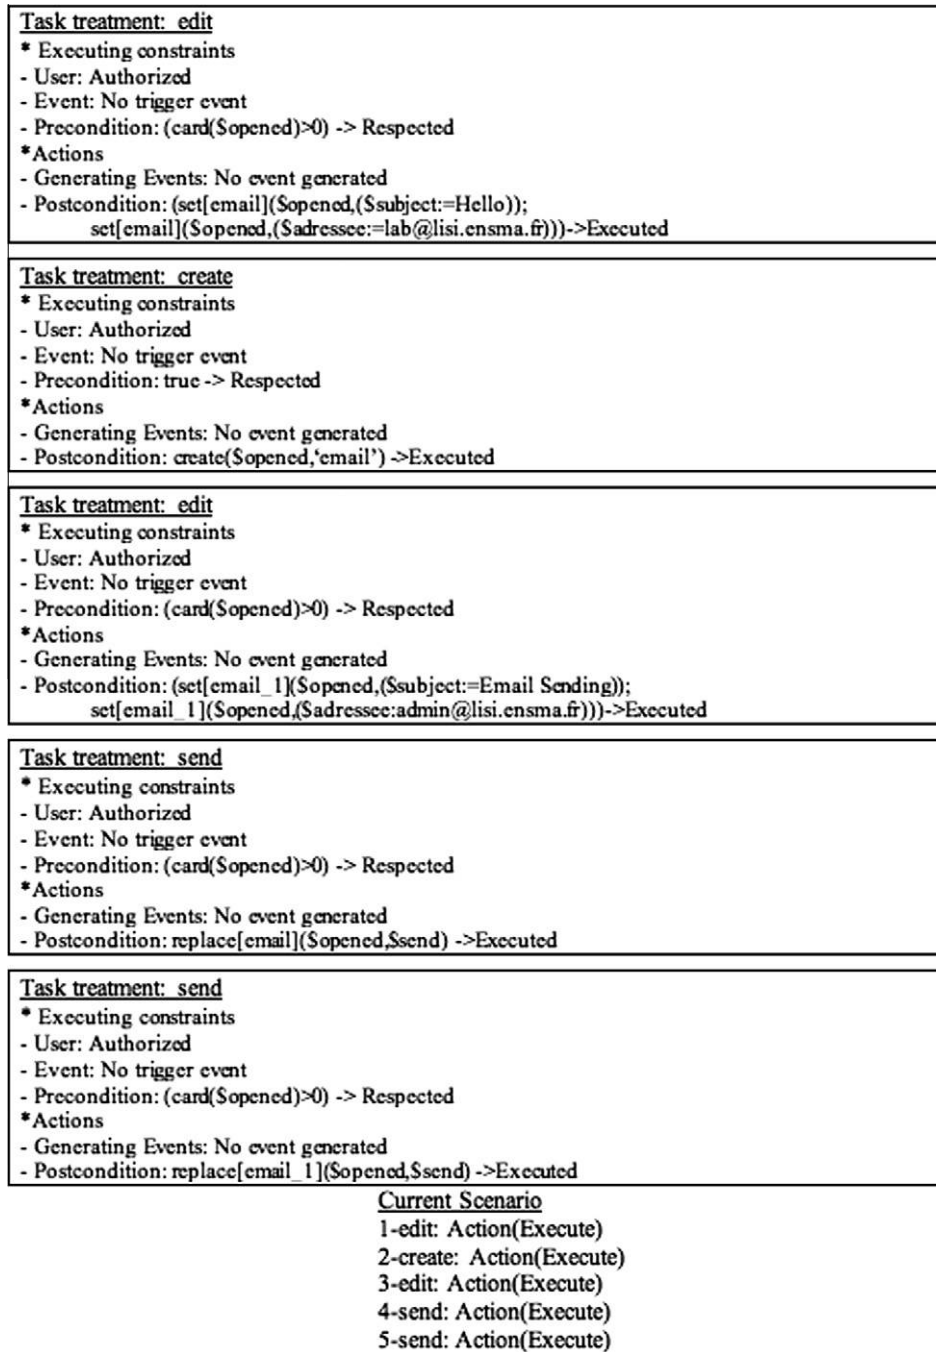 Task treatment: edit
* Executing constraints
- User: Authorized
- Event: No trigger event
- Precondition: (card($opened)>0) -> Respected
*Actions
- Generating Events: No event generated
- Postcondition: (set[email]($opened,($subject:=Hello));
set[email]($opened,($adressee:=lab@lisi.ensma.fr)))->Executed
Task treatment: create
* Executing constraints
- User: Authorized
- Event: No trigger event
- Precondition: true -> Respected
*Actions
- Generating Events: No event generated
- Postcondition: create($opened,‘email’) ->Executed
Task treatment: edit
* Executing constraints
- User: Authorized
- Event: No trigger event
- Precondition: (card($opened)>0) -> Respected
*Actions
- Generating Events: No event generated
- Postcondition: (set[email_1]($opened,($subject:=Email Sending));
set[email_1]($opened,($adressee:admin@lisi.ensma.fr)))->Executed
Task treatment: send
* Executing constraints
- User: Authorized
- Event: No trigger event
- Precondition: (card($opened)>0) -> Respected
*Actions
- Generating Events: No event generated
- Postcondition: replace[email]($opened,$send) ->Executed
Task treatment: send
* Executing constraints
- User: Authorized
- Event: No trigger event
- Precondition: (card($opened)>0) -> Respected
*Actions
- Generating Events: No event generated
- Postcondition: replace[email_1]($opened,$send) ->Executed
Current Scenario
1-edit: Action(Execute)
2-create: Action(Execute)
3-edit: Action(Execute)
4-send: Action(Execute)
5-send: Action(Execute)